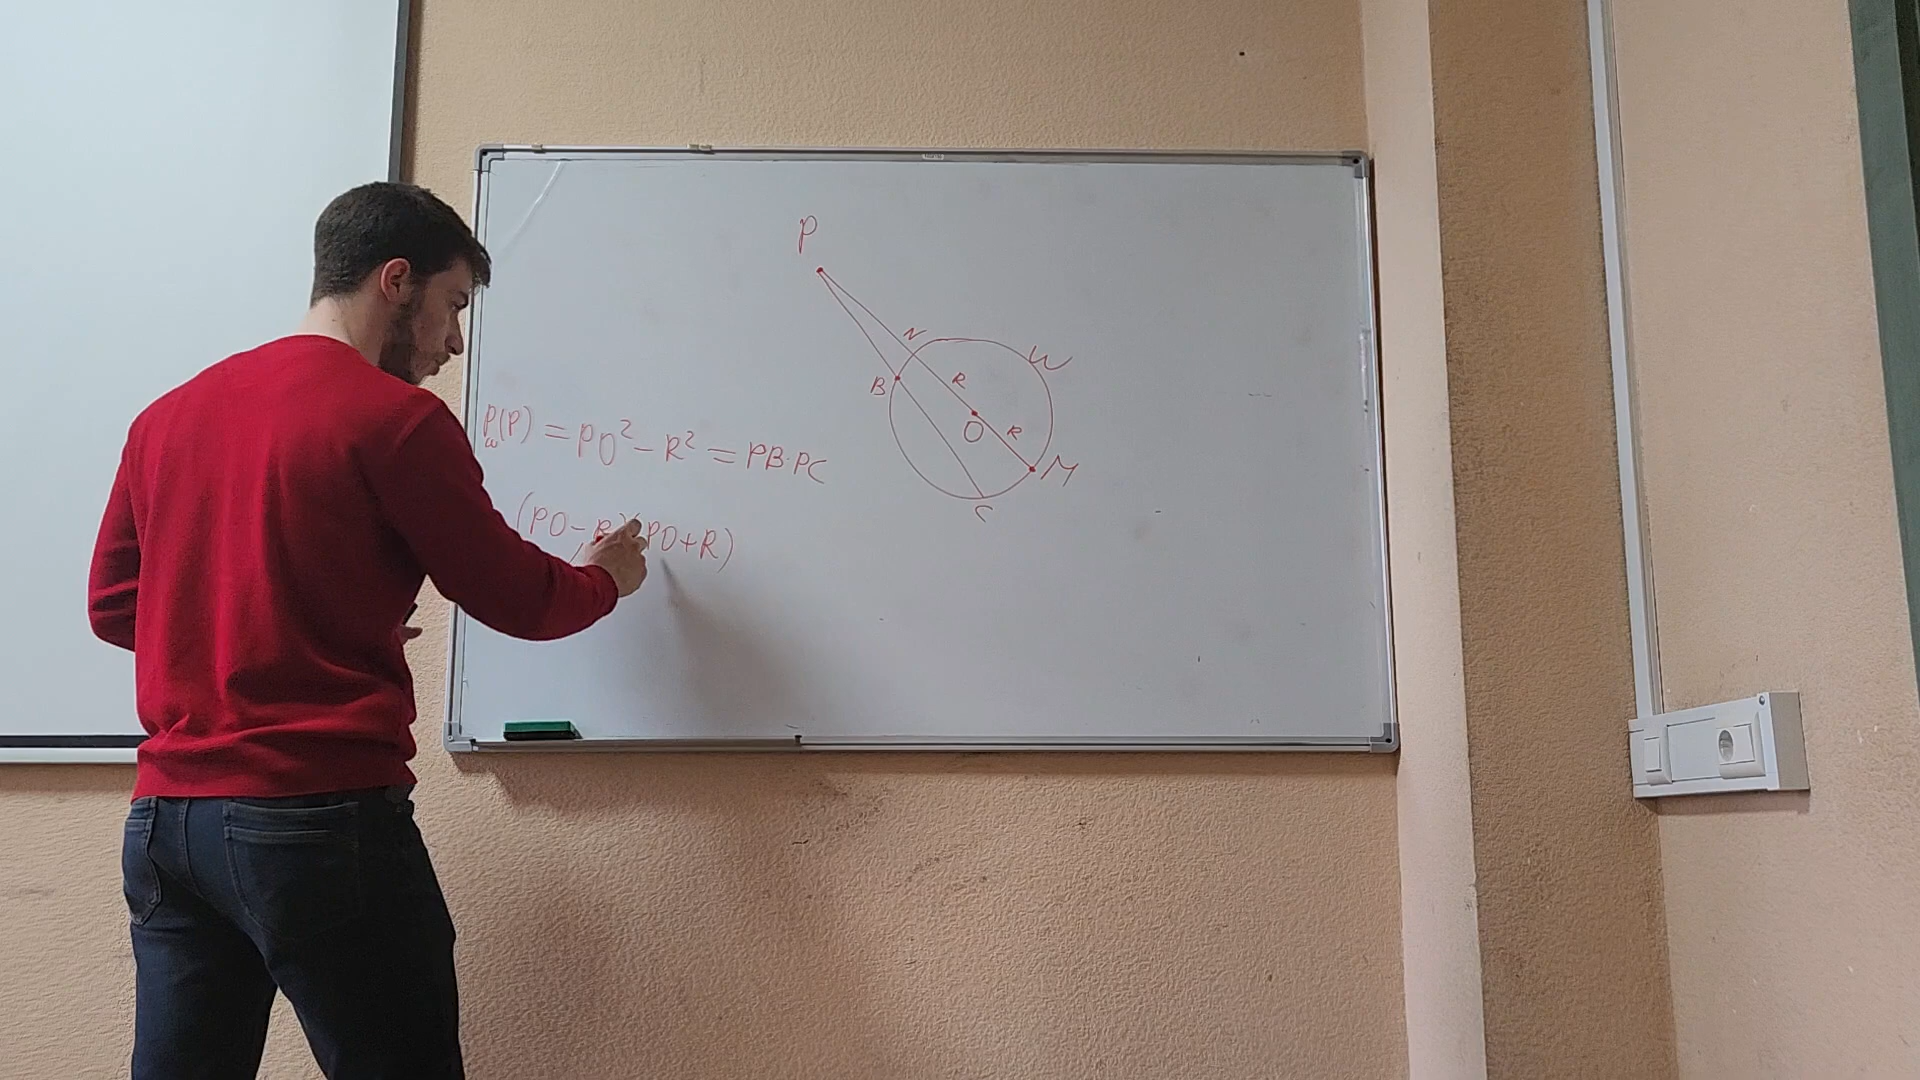 P
N
W
B
R
O
R
M
C
P_ω(P) = PO² - R² = PB·PC
(PO - R)(PO + R)